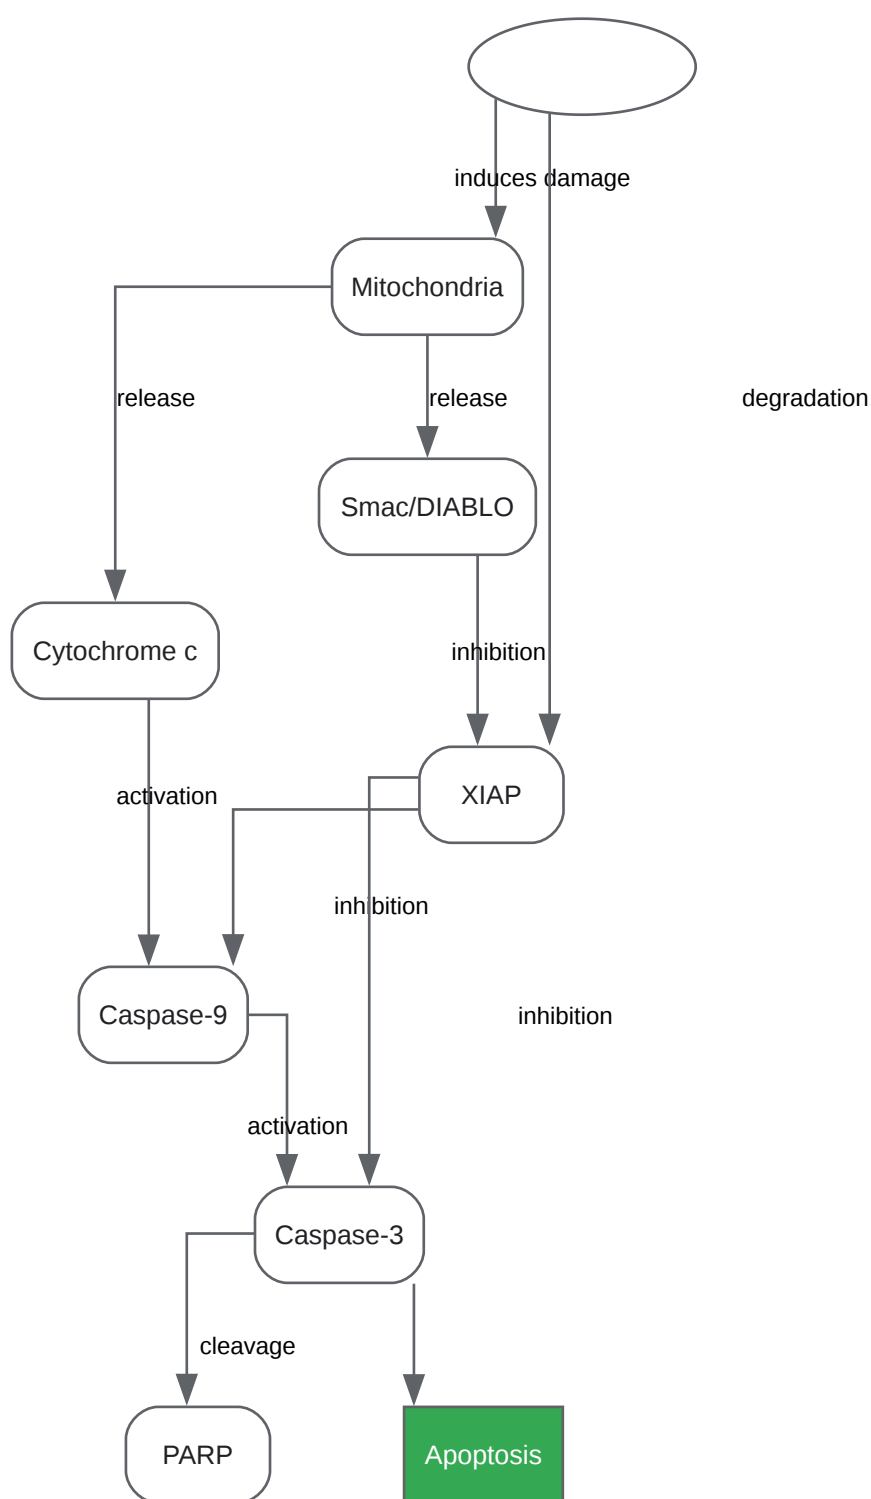 induces damage
Mitochondria
release
release
degradation
Smac/DIABLO
Cytochrome c
inhibition
activation
XIAP
inhibition
Caspase-9
inhibition
activation
Caspase-3
cleavage
PARP
Apoptosis